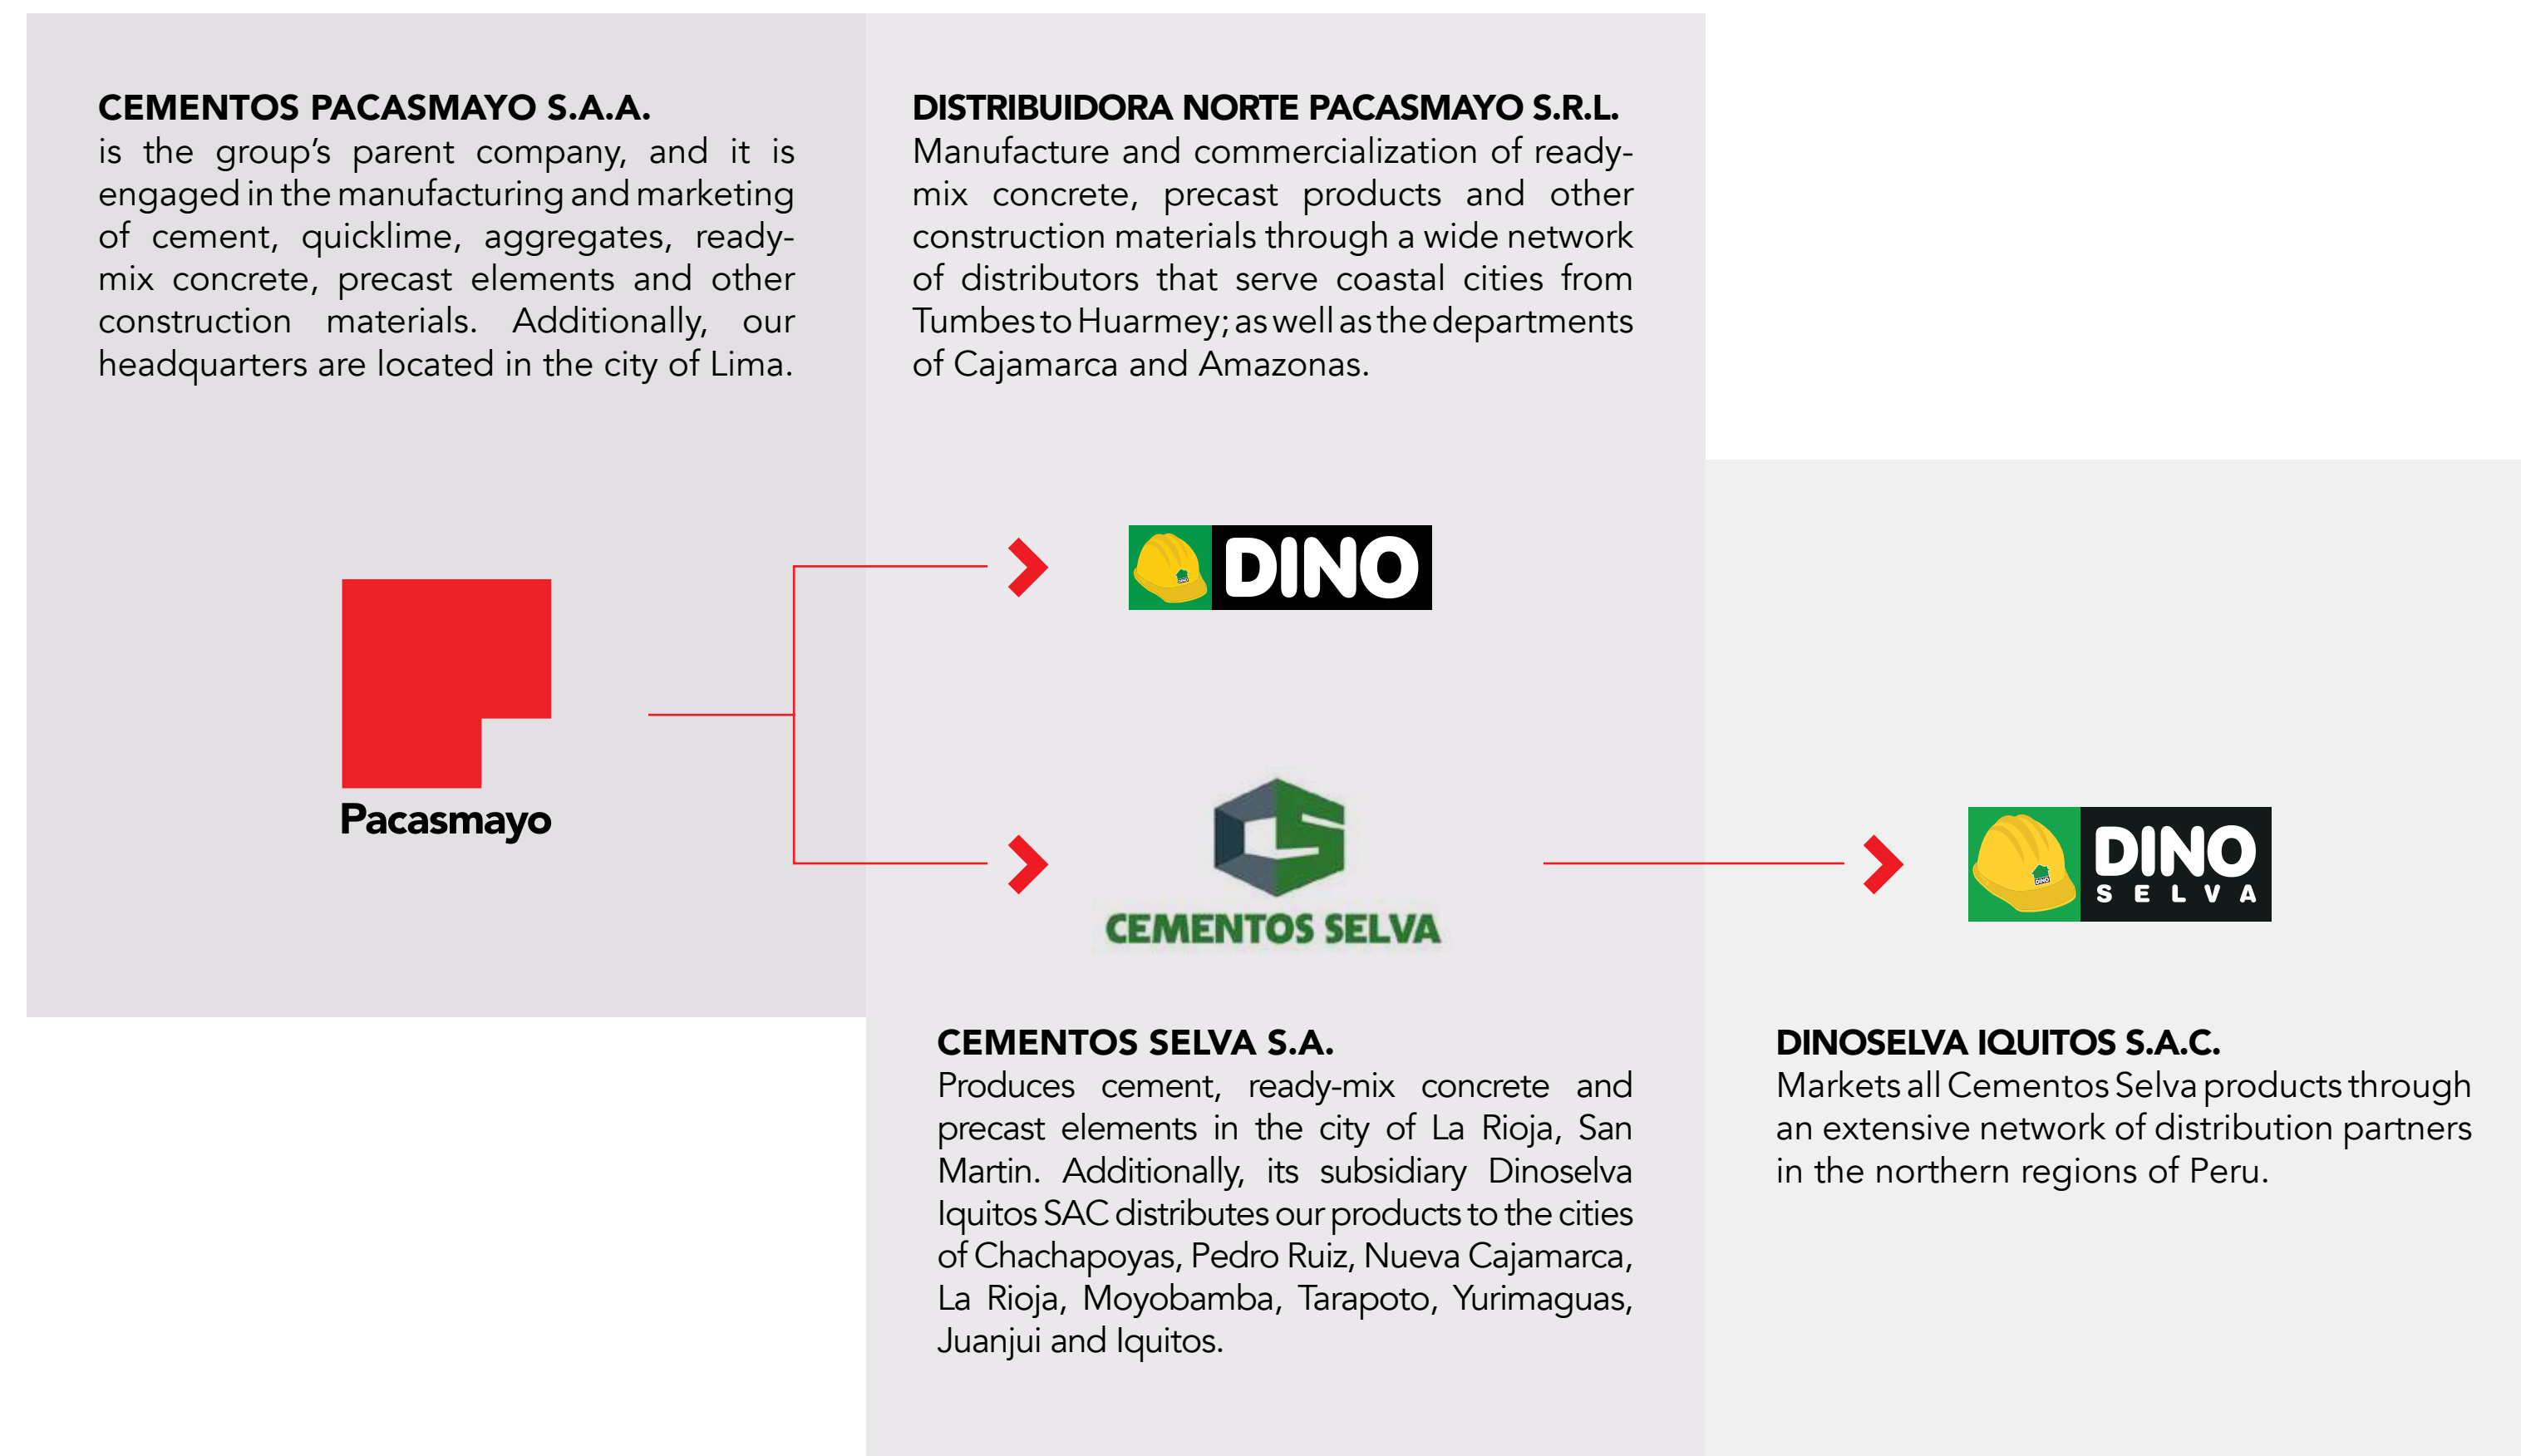 CEMENTOS PACASMAYO S.A.A.
is the group’s parent company, and it is
engaged in the manufacturing and marketing
of cement, quicklime, aggregates, ready-
mix concrete, precast elements and other
construction materials. Additionally, our
headquarters are located in the city of Lima.
DISTRIBUIDORA NORTE PACASMAYO S.R.L.
Manufacture and commercialization of ready-
mix concrete, precast products and other
construction materials through a wide network
of distributors that serve coastal cities from
Tumbes to Huarmey; as well as the departments
of Cajamarca and Amazonas.
Pacasmayo
DINO
DINO
CS
CEMENTOS SELVA
DINO
DINO
SELVA
CEMENTOS SELVA S.A.
Produces cement, ready-mix concrete and
precast elements in the city of La Rioja, San
Martin. Additionally, its subsidiary Dinoselva
Iquitos SAC distributes our products to the cities
of Chachapoyas, Pedro Ruiz, Nueva Cajamarca,
La Rioja, Moyobamba, Tarapoto, Yurimaguas,
Juanjui and Iquitos.
DINOSELVA IQUITOS S.A.C.
Markets all Cementos Selva products through
an extensive network of distribution partners
in the northern regions of Peru.